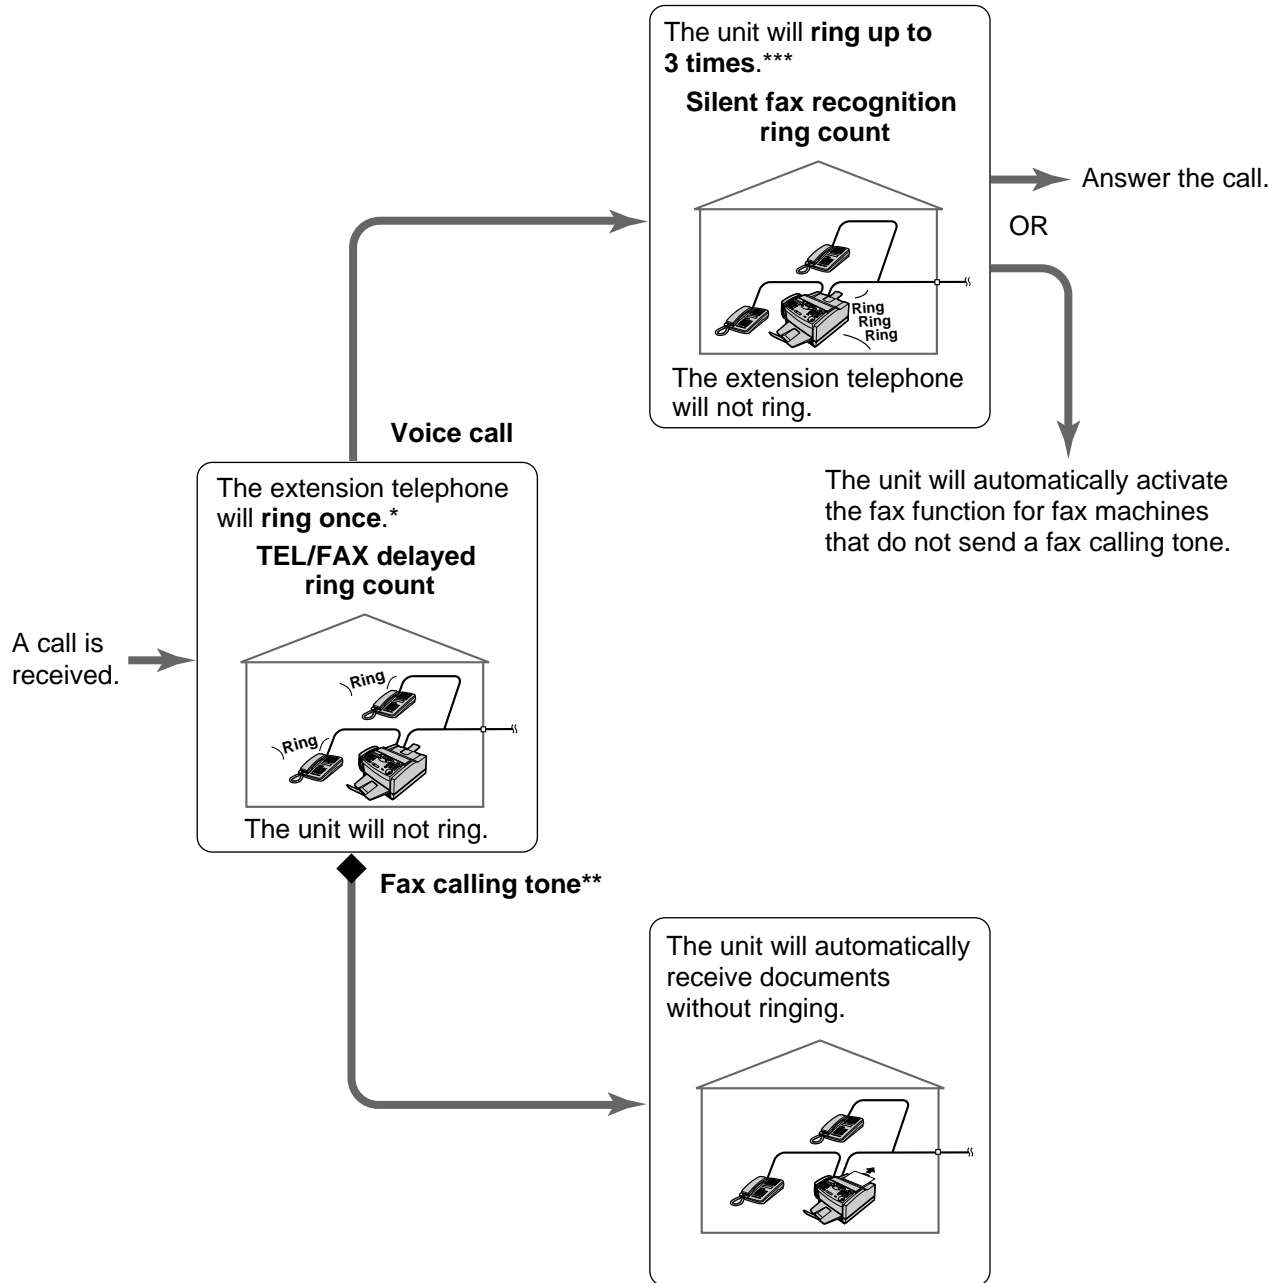 The unit will ring up to
3 times.***
Silent fax recognition
ring count
Ring
Ring
Ring
The extension telephone
will not ring.
Answer the call.
OR
The unit will automatically activate
the fax function for fax machines
that do not send a fax calling tone.
Voice call
A call is
received.
The extension telephone
will ring once.*
TEL/FAX delayed
ring count
Ring
Ring
The unit will not ring.
Fax calling tone**
The unit will automatically
receive documents
without ringing.